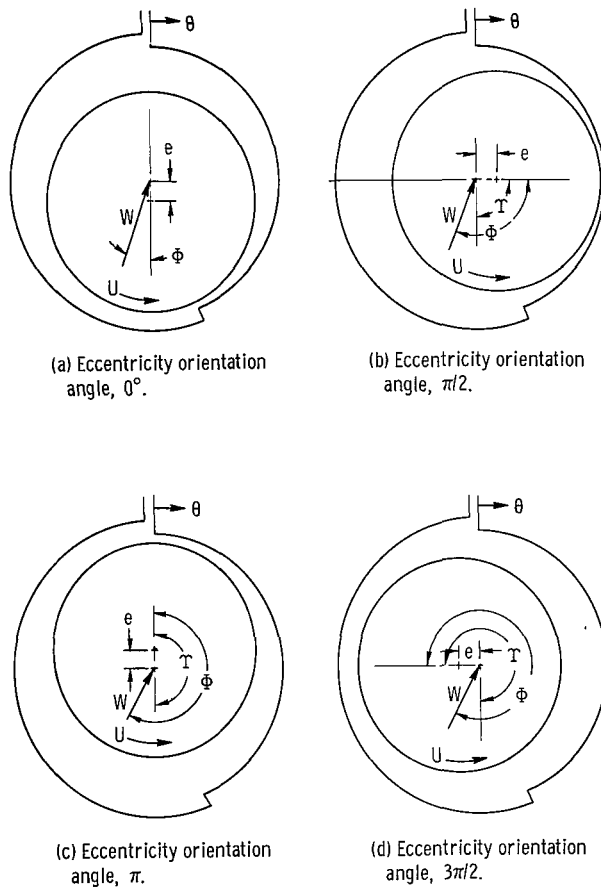 θ
e
W
Φ
U
(a) Eccentricity orientation
angle, 0°.
θ
e
W
ϒ
Φ
U
(b) Eccentricity orientation
angle, π/2.
θ
e
ϒ
W
Φ
U
(c) Eccentricity orientation
angle, π.
θ
e
ϒ
W
Φ
U
(d) Eccentricity orientation
angle, 3π/2.